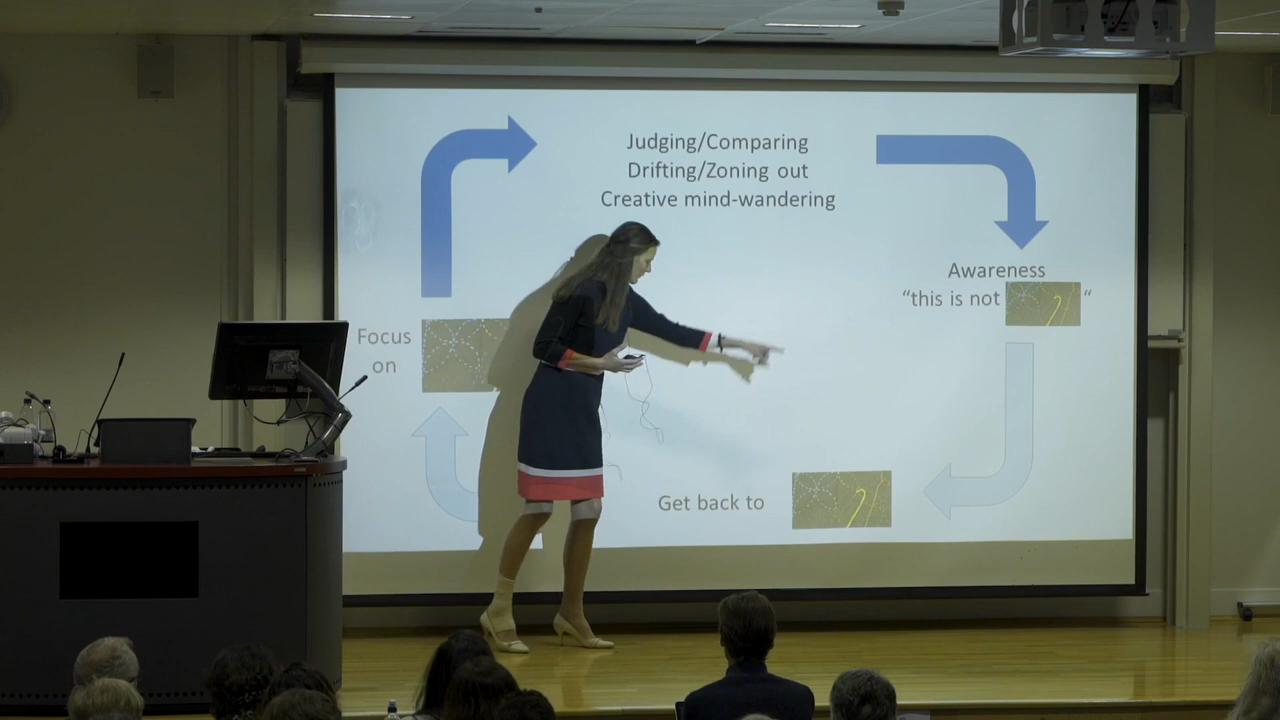 Judging/Comparing
Drifting/Zoning out
Creative mind-wandering
Awareness
“this is not “
Focus
on
Get back to